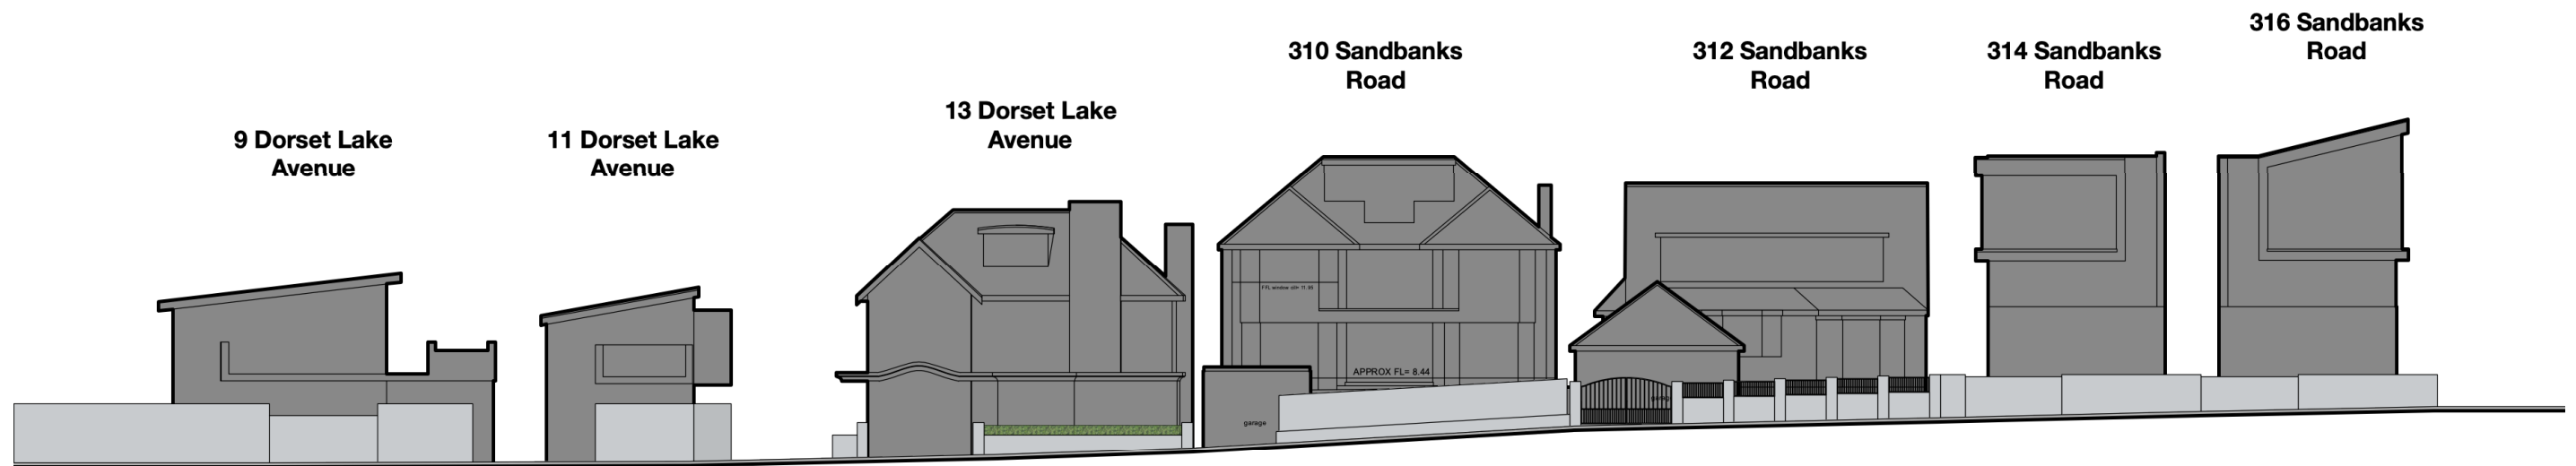 316 Sandbanks
Road
310 Sandbanks
Road
312 Sandbanks
Road
314 Sandbanks
Road
13 Dorset Lake
Avenue
9 Dorset Lake
Avenue
11 Dorset Lake
Avenue
APPROX FL= 8.44
garage